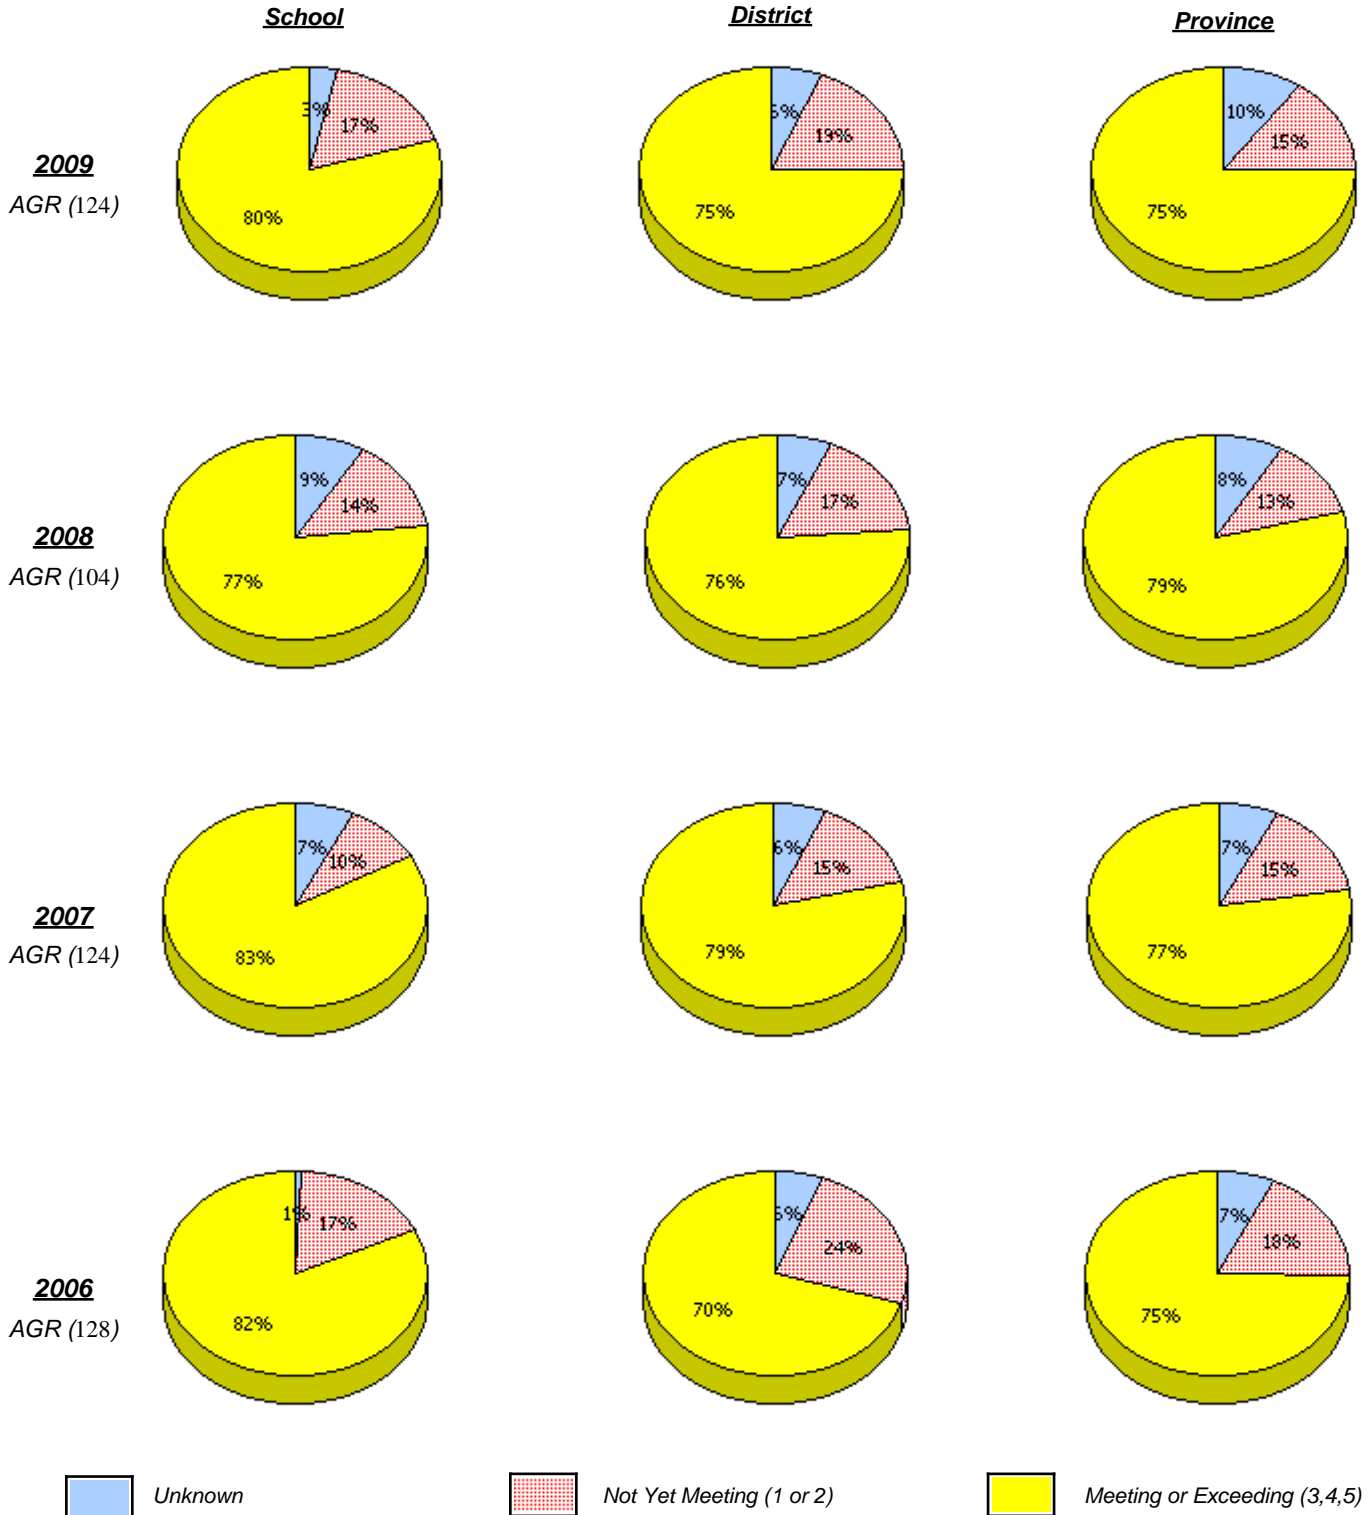 School District Province
2009
AGR (124)
3% 17% 80%
6% 19% 75%
10% 15% 75%
2008
AGR (104)
9% 14% 77%
7% 17% 76%
8% 13% 79%
2007
AGR (124)
7% 10% 83%
6% 15% 79%
7% 15% 77%
2006
AGR (128)
1% 17% 82%
6% 24% 70%
7% 18% 75%
Unknown Not Yet Meeting (1 or 2) Meeting or Exceeding (3,4,5)